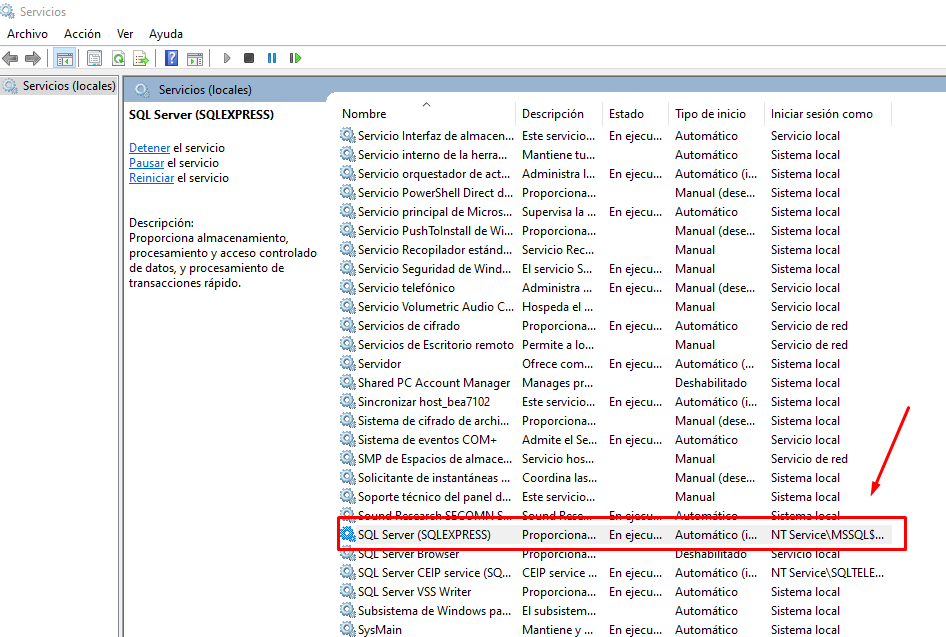 Servicios
Archivo Acción Ver Ayuda
Servicios (locales)
Servicios (locales)
SQL Server (SQLEXPRESS)
Detener el servicio
Pausar el servicio
Reiniciar el servicio
Descripción:
Proporciona almacenamiento,
procesamiento y acceso controlado
de datos, y procesamiento de
transacciones rápido.
Nombre Descripción Estado Tipo de inicio Iniciar sesión como
Servicio Interfaz de almacen... Este servicio... En ejecu... Automático Servicio local
Servicio interno de la herra... Mantiene tu... Automático Sistema local
Servicio orquestador de act... Administra l... En ejecu... Automático (i... Sistema local
Servicio PowerShell Direct d... Proporciona... Manual (dese... Sistema local
Servicio principal de Micros... Supervisa la ... En ejecu... Automático Sistema local
Servicio PushToInstall de Wi... Proporciona... Manual (dese... Sistema local
Servicio Recopilador estánd... Servicio Rec... Manual Sistema local
Servicio Seguridad de Wind... El servicio S... En ejecu... Manual Sistema local
Servicio telefónico Administra ... En ejecu... Manual (dese... Servicio local
Servicio Volumetric Audio C... Hospeda el ... Manual Servicio local
Servicios de cifrado Proporciona... En ejecu... Automático Servicio de red
Servicios de Escritorio remoto Permite a lo... Manual Servicio de red
Servidor Ofrece com... En ejecu... Automático (... Sistema local
Shared PC Account Manager Manages pr... Deshabilitado Sistema local
Sincronizar host_bea7102 Este servicio... En ejecu... Automático (i... Sistema local
Sistema de cifrado de archi... Proporciona... Manual (dese... Sistema local
Sistema de eventos COM+ Admite el Se... En ejecu... Automático Servicio local
SMP de Espacios de almace... Servicio hos... Manual Servicio de red
Solicitante de instantáneas ... Coordina las... Manual (dese... Sistema local
Soporte técnico del panel d... Este servicio... Manual Sistema local
Sound Research SECOMN S... Sound Rese... En ejecu... Automático Sistema local
SQL Server (SQLEXPRESS) Proporciona... En ejecu... Automático (i... NT Service\MSSQL$...
SQL Server Browser Proporciona... Deshabilitado Servicio local
SQL Server CEIP service (SQ... CEIP service ... En ejecu... Automático (i... NT Service\SQLTELE...
SQL Server VSS Writer Proporciona... En ejecu... Automático Sistema local
Subsistema de Windows pa... El subsistem... En ejecu... Automático Sistema local
SysMain Mantiene y ... En ejecu... Automático Sistema local